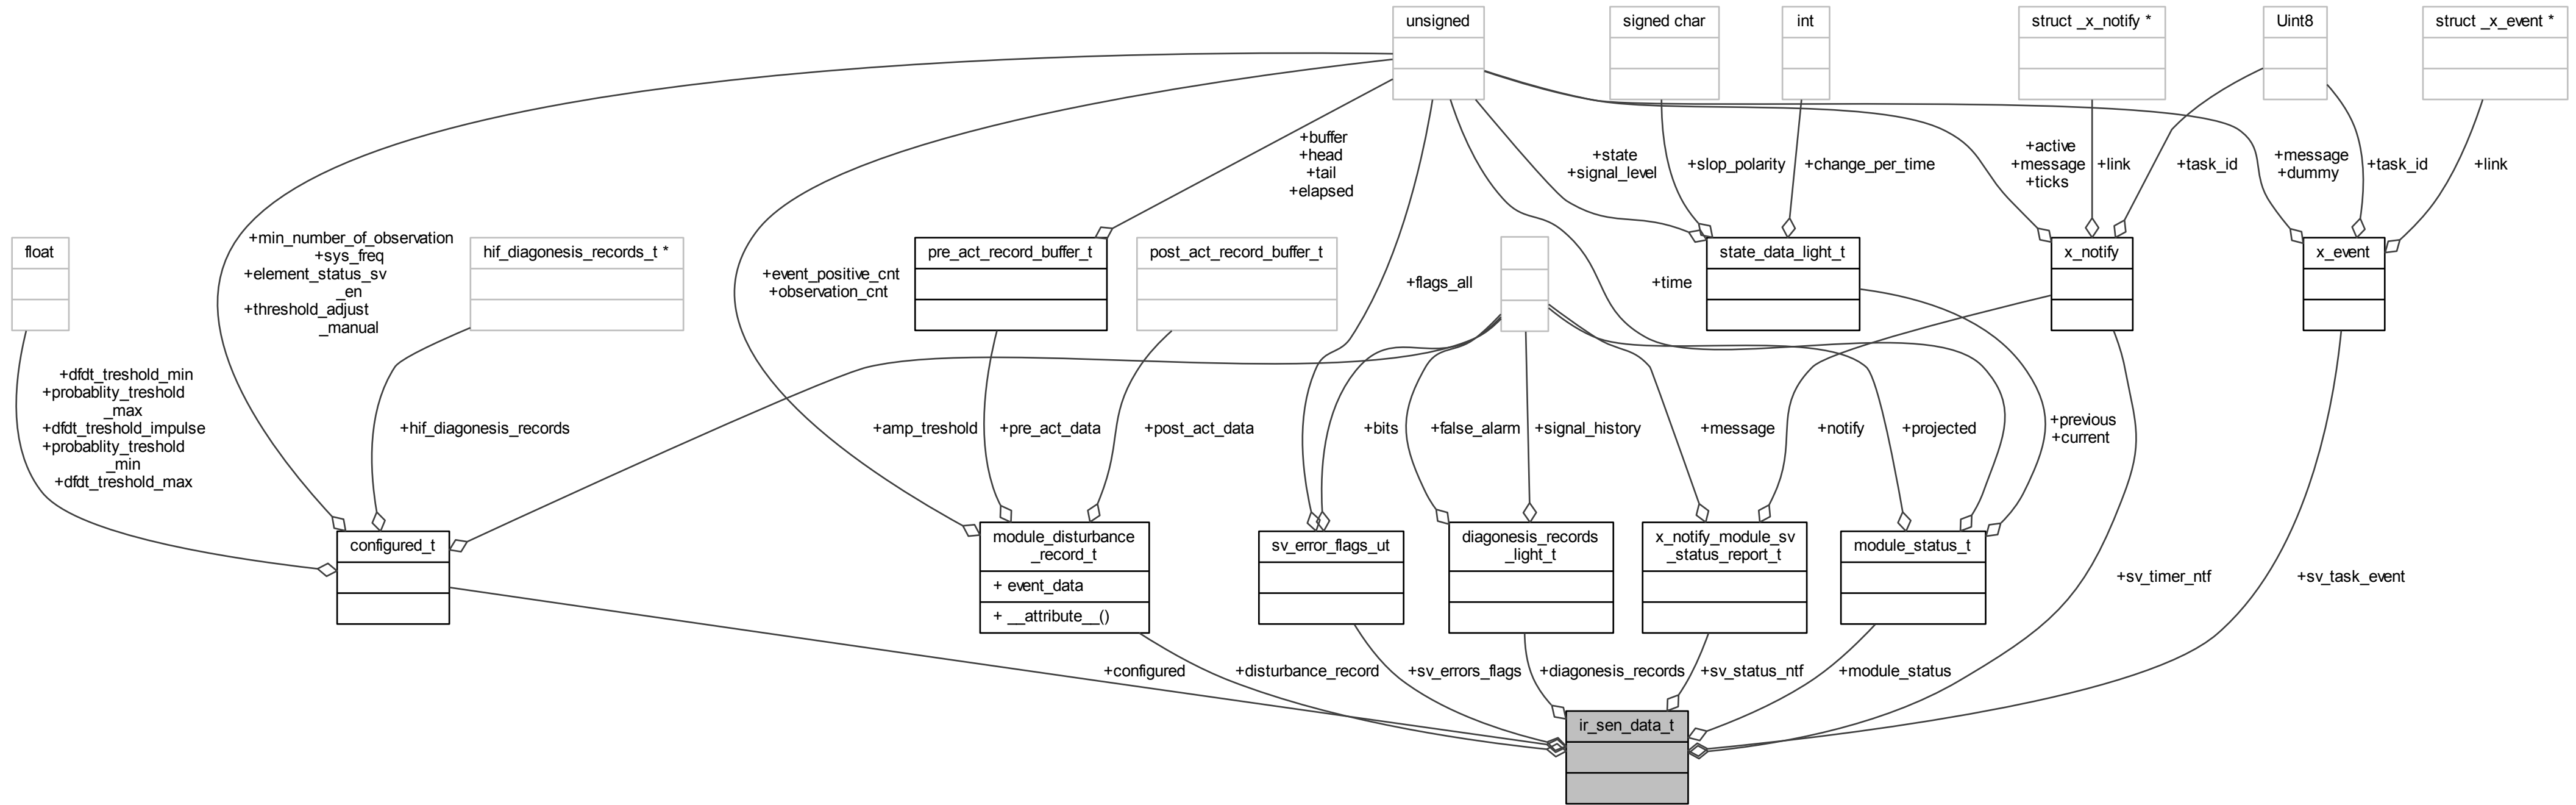 unsigned
signed char
int
struct _x_notify *
Uint8
struct _x_event *
+buffer
+head
+tail
+elapsed
+state
+signal_level
+slop_polarity
+change_per_time
+active
+message
+ticks
+link
+task_id
+message
+dummy
+task_id
+link
float
+min_number_of_observation
+sys_freq
+element_status_sv
_en
+threshold_adjust
_manual
hif_diagonesis_records_t *
+event_positive_cnt
+observation_cnt
pre_act_record_buffer_t
post_act_record_buffer_t
+flags_all
+time
state_data_light_t
x_notify
x_event
+dfdt_treshold_min
+probablity_treshold
_max
+dfdt_treshold_impulse
+probablity_treshold
_min
+dfdt_treshold_max
+hif_diagonesis_records
+amp_treshold
+pre_act_data
+post_act_data
+bits
+false_alarm
+signal_history
+message
+notify
+projected
+previous
+current
configured_t
module_disturbance
_record_t
+ event_data
+ __attribute__()
sv_error_flags_ut
diagonesis_records
_light_t
x_notify_module_sv
_status_report_t
module_status_t
+sv_timer_ntf
+sv_task_event
+configured
+disturbance_record
+sv_errors_flags
+diagonesis_records
+sv_status_ntf
+module_status
ir_sen_data_t